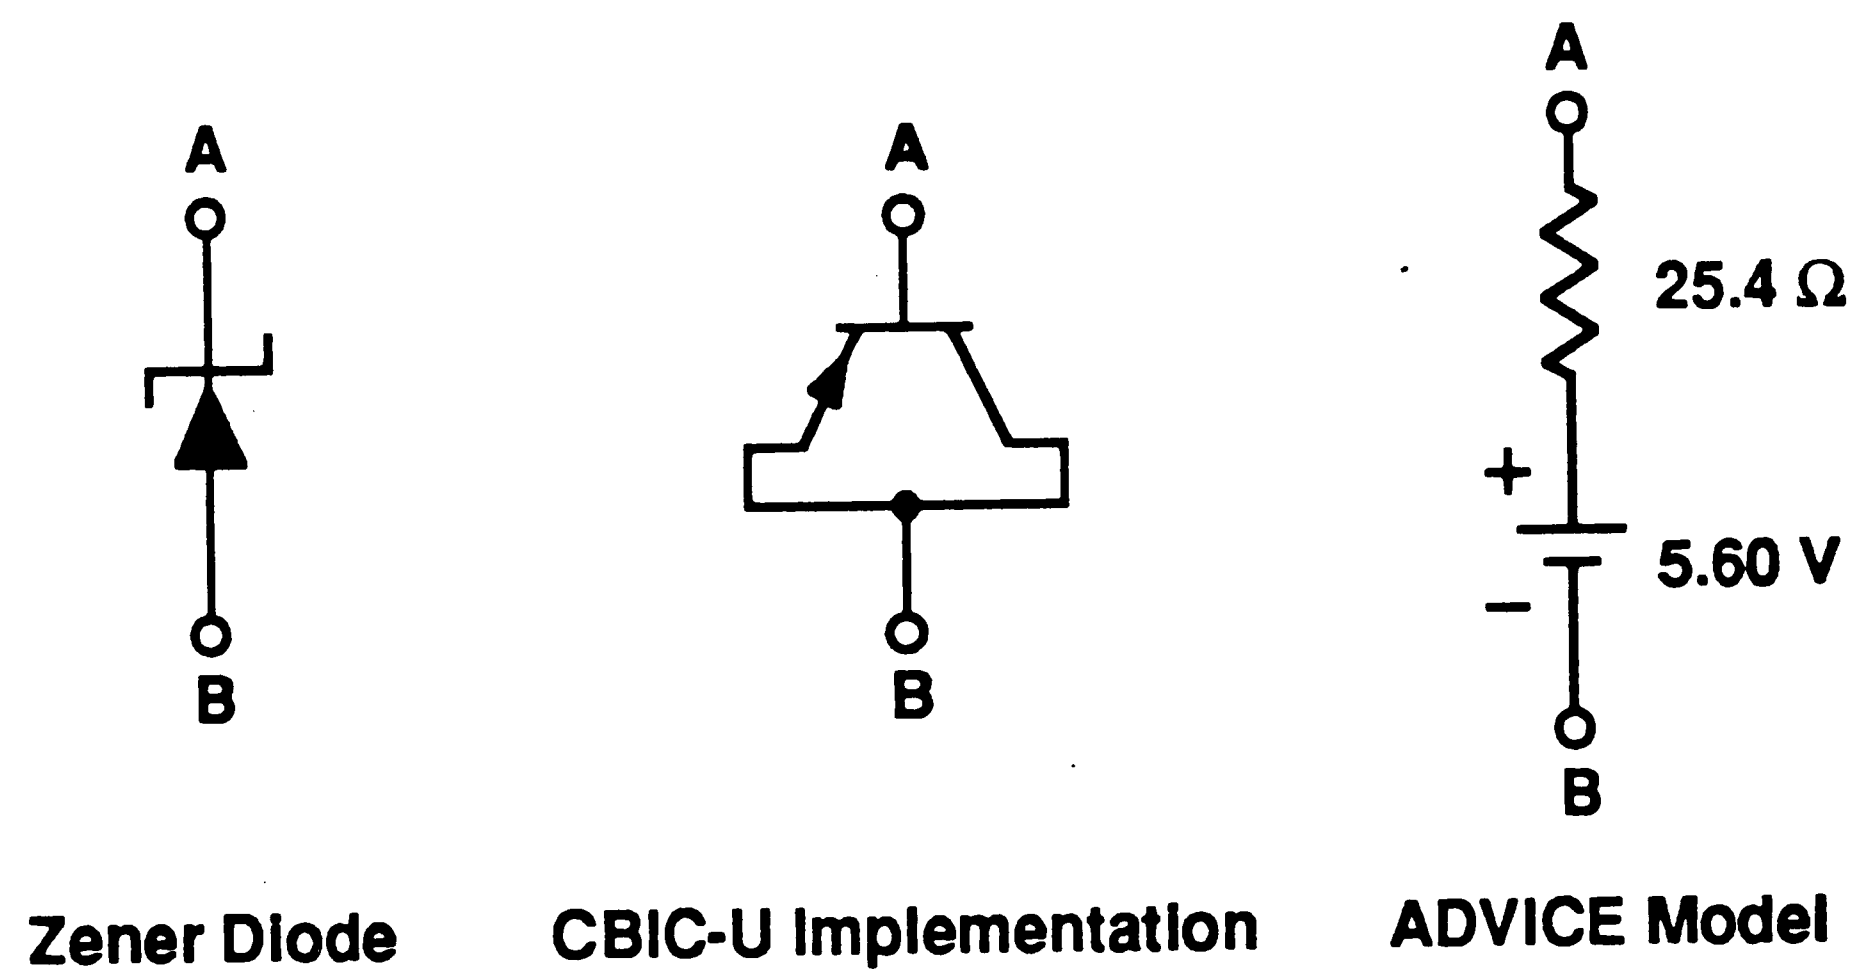 A
A
A
25.4 Ω
+
5.60 V
−
B
B
B
Zener Diode
CBIC-U Implementation
ADVICE Model